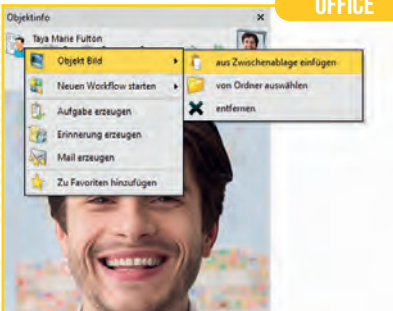 OFFICE
Objektinfo
Taya Marie Fulton
Objekt Bild
aus Zwischenablage einfügen
von Ordner auswählen
entfernen
Neuen Workflow starten
Aufgabe erzeugen
Erinnerung erzeugen
Mail erzeugen
Zu Favoriten hinzufügen